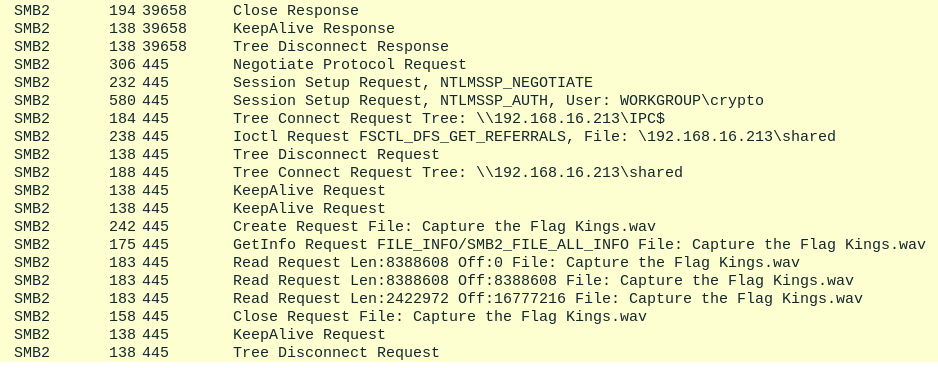 SMB2 194 39658 Close Response
SMB2 138 39658 KeepAlive Response
SMB2 138 39658 Tree Disconnect Response
SMB2 306 445 Negotiate Protocol Request
SMB2 232 445 Session Setup Request, NTLMSSP_NEGOTIATE
SMB2 580 445 Session Setup Request, NTLMSSP_AUTH, User: WORKGROUP\crypto
SMB2 184 445 Tree Connect Request Tree: \\192.168.16.213\IPC$
SMB2 238 445 Ioctl Request FSCTL_DFS_GET_REFERRALS, File: \192.168.16.213\shared
SMB2 138 445 Tree Disconnect Request
SMB2 188 445 Tree Connect Request Tree: \\192.168.16.213\shared
SMB2 138 445 KeepAlive Request
SMB2 138 445 KeepAlive Request
SMB2 242 445 Create Request File: Capture the Flag Kings.wav
SMB2 175 445 GetInfo Request FILE_INFO/SMB2_FILE_ALL_INFO File: Capture the Flag Kings.wav
SMB2 183 445 Read Request Len:8388608 Off:0 File: Capture the Flag Kings.wav
SMB2 183 445 Read Request Len:8388608 Off:8388608 File: Capture the Flag Kings.wav
SMB2 183 445 Read Request Len:2422972 Off:16777216 File: Capture the Flag Kings.wav
SMB2 158 445 Close Request File: Capture the Flag Kings.wav
SMB2 138 445 KeepAlive Request
SMB2 138 445 Tree Disconnect Request